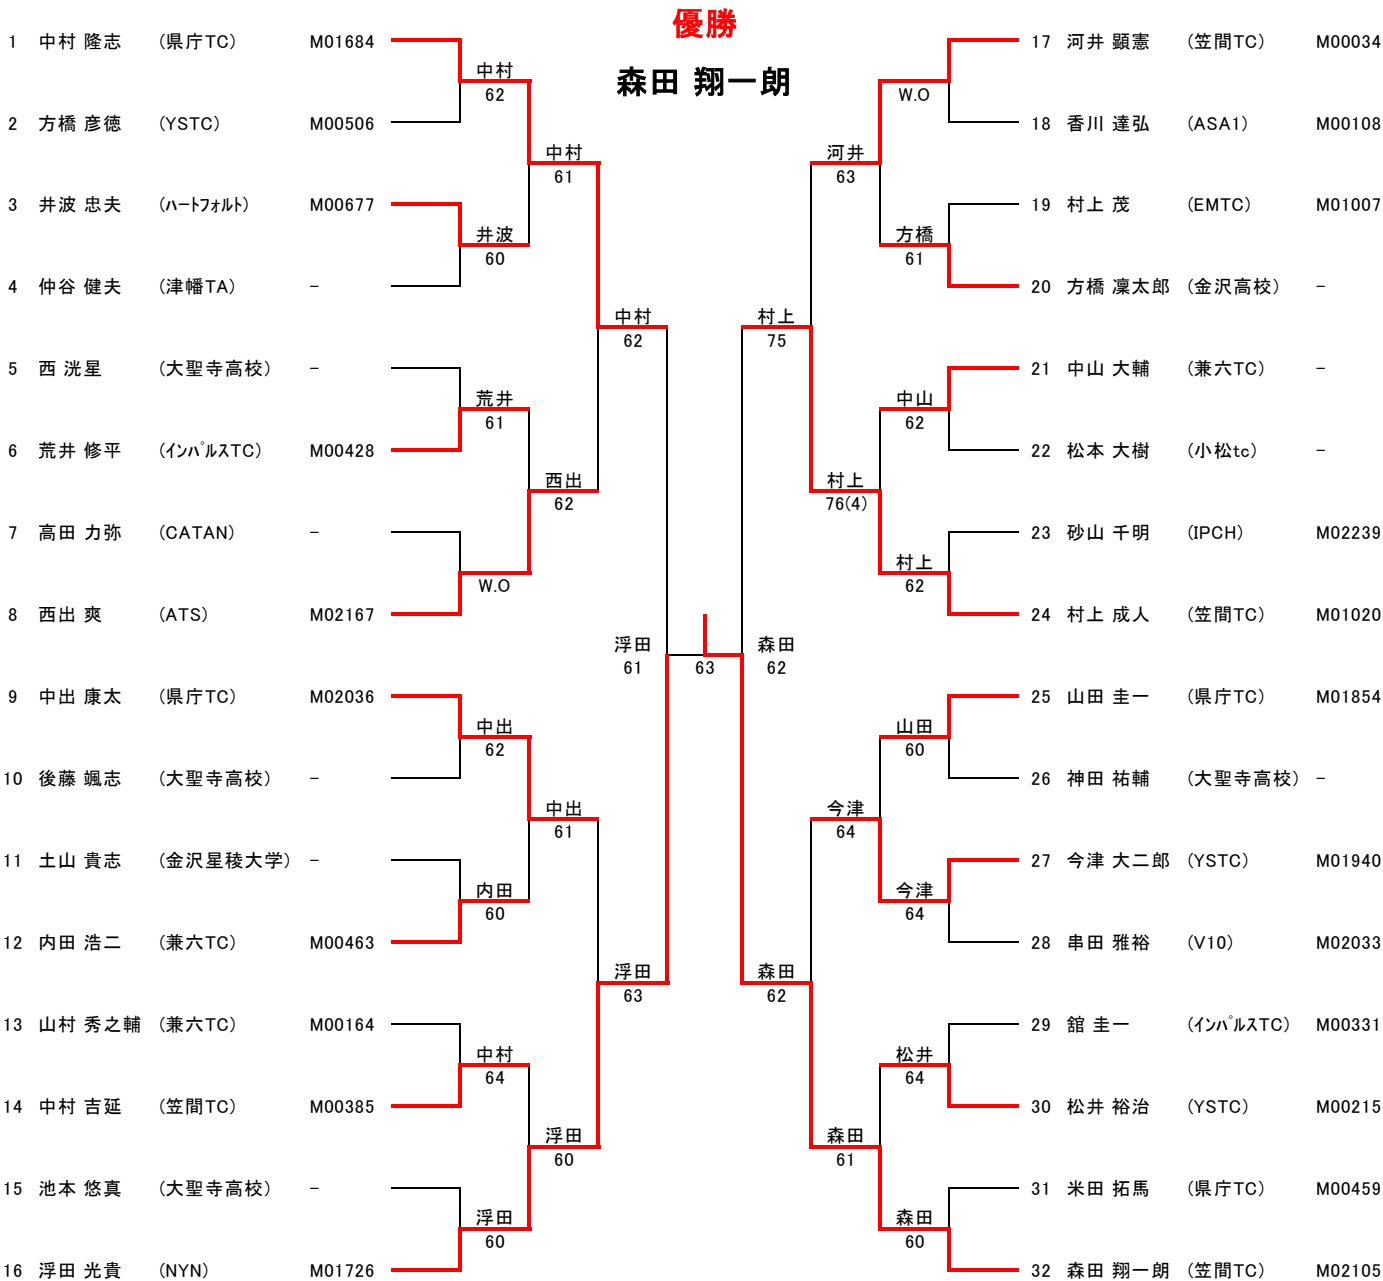 優勝
森田 翔一朗
1 中村 隆志 (県庁TC) M01684
2 方橋 彦徳 (YSTC) M00506
3 井波 忠夫 (ハートフォルト) M00677
4 仲谷 健夫 (津幡TA) -
5 西 洸星 (大聖寺高校) -
6 荒井 修平 (インパルスTC) M00428
7 高田 力弥 (CATAN) -
8 西出 爽 (ATS) M02167
9 中出 康太 (県庁TC) M02036
10 後藤 颯志 (大聖寺高校) -
11 土山 貴志 (金沢星稜大学) -
12 内田 浩二 (兼六TC) M00463
13 山村 秀之輔 (兼六TC) M00164
14 中村 吉延 (笠間TC) M00385
15 池本 悠真 (大聖寺高校) -
16 浮田 光貴 (NYN) M01726
中村
62
井波
60
荒井
61
W.O
中出
62
内田
60
中村
64
浮田
60
中村
61
西出
62
中出
61
浮田
60
中村
62
浮田
63
浮田
61
63
森田
62
村上
75
森田
62
河井
63
村上
76(4)
今津
64
森田
61
W.O
方橋
61
中山
62
村上
62
山田
60
今津
64
松井
64
森田
60
17 河井 顕憲 (笠間TC) M00034
18 香川 達弘 (ASA1) M00108
19 村上 茂 (EMTC) M01007
20 方橋 凜太郎 (金沢高校) -
21 中山 大輔 (兼六TC) -
22 松本 大樹 (小松tc) -
23 砂山 千明 (IPCH) M02239
24 村上 成人 (笠間TC) M01020
25 山田 圭一 (県庁TC) M01854
26 神田 祐輔 (大聖寺高校) -
27 今津 大二郎 (YSTC) M01940
28 串田 雅裕 (V10) M02033
29 舘 圭一 (インパルスTC) M00331
30 松井 裕治 (YSTC) M00215
31 米田 拓馬 (県庁TC) M00459
32 森田 翔一朗 (笠間TC) M02105